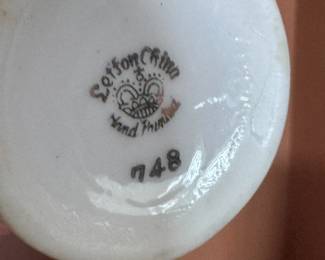 Lefton China
Hand Painted
748